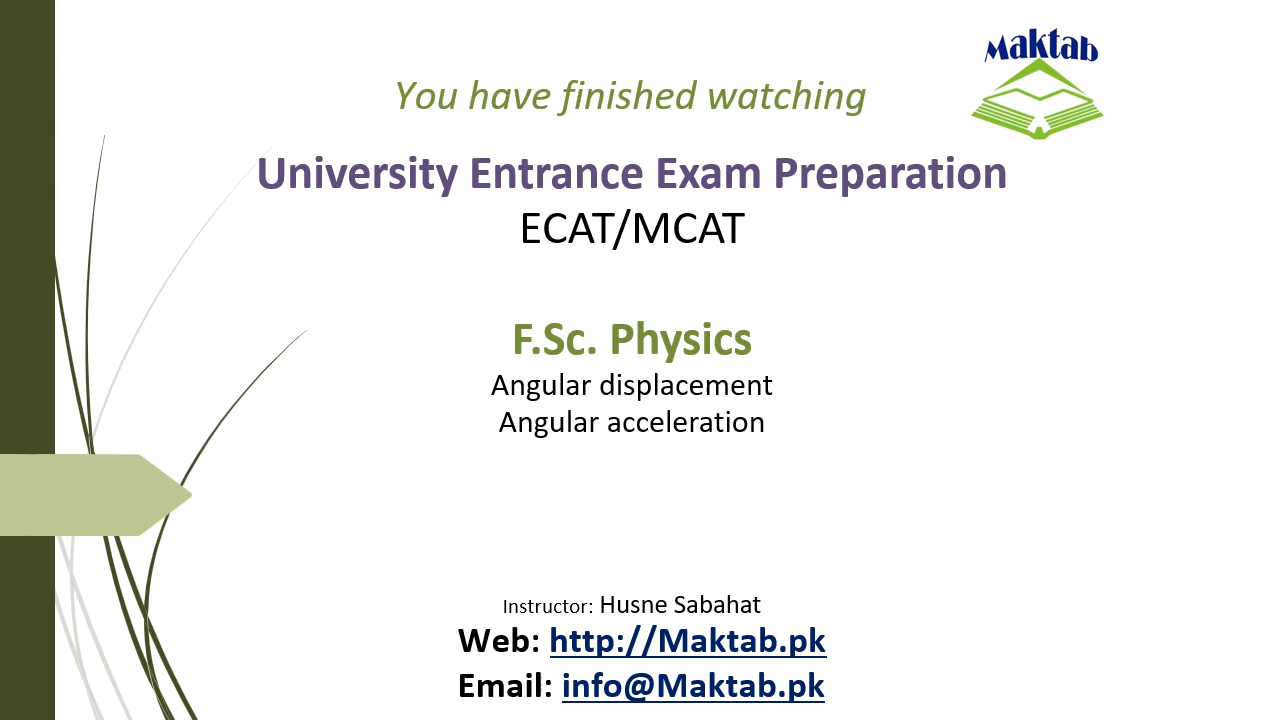 Maktab
You have finished watching
University Entrance Exam Preparation
ECAT/MCAT
F.Sc. Physics
Angular displacement
Angular acceleration
Instructor: Husne Sabahat
Web: http://Maktab.pk
Email: info@Maktab.pk